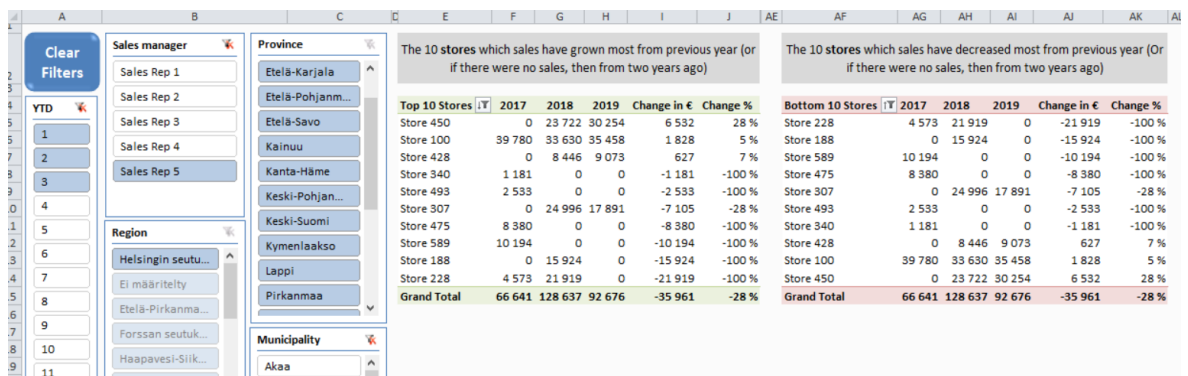 A B C D E F G H I J AE AF AG AH AI AJ AK AL
Clear
Filters
YTD
1
2
3
4
5
6
7
8
9
10
11
Sales manager
Sales Rep 1
Sales Rep 2
Sales Rep 3
Sales Rep 4
Sales Rep 5
Region
Helsingin seutu...
Ei määritelty
Etelä-Pirkanma...
Forssan seutuk...
Haapavesi-Siik...
Province
Etelä-Karjala
Etelä-Pohjanm...
Etelä-Savo
Kainuu
Kanta-Häme
Keski-Pohjan...
Keski-Suomi
Kymenlaakso
Lappi
Pirkanmaa
Municipality
Akaa
The 10 stores which sales have grown most from previous year (or
if there were no sales, then from two years ago)
Top 10 Stores 2017 2018 2019 Change in € Change %
Store 450 0 23 722 30 254 6 532 28 %
Store 100 39 780 33 630 35 458 1 828 5 %
Store 428 0 8 446 9 073 627 7 %
Store 340 1 181 0 0 -1 181 -100 %
Store 493 2 533 0 0 -2 533 -100 %
Store 307 0 24 996 17 891 -7 105 -28 %
Store 475 8 380 0 0 -8 380 -100 %
Store 589 10 194 0 0 -10 194 -100 %
Store 188 0 15 924 0 -15 924 -100 %
Store 228 4 573 21 919 0 -21 919 -100 %
Grand Total 66 641 128 637 92 676 -35 961 -28 %
The 10 stores which sales have decreased most from previous year (Or
if there were no sales, then from two years ago)
Bottom 10 Stores 2017 2018 2019 Change in € Change %
Store 228 4 573 21 919 0 -21 919 -100 %
Store 188 0 15 924 0 -15 924 -100 %
Store 589 10 194 0 0 -10 194 -100 %
Store 475 8 380 0 0 -8 380 -100 %
Store 307 0 24 996 17 891 -7 105 -28 %
Store 493 2 533 0 0 -2 533 -100 %
Store 340 1 181 0 0 -1 181 -100 %
Store 428 0 8 446 9 073 627 7 %
Store 100 39 780 33 630 35 458 1 828 5 %
Store 450 0 23 722 30 254 6 532 28 %
Grand Total 66 641 128 637 92 676 -35 961 -28 %